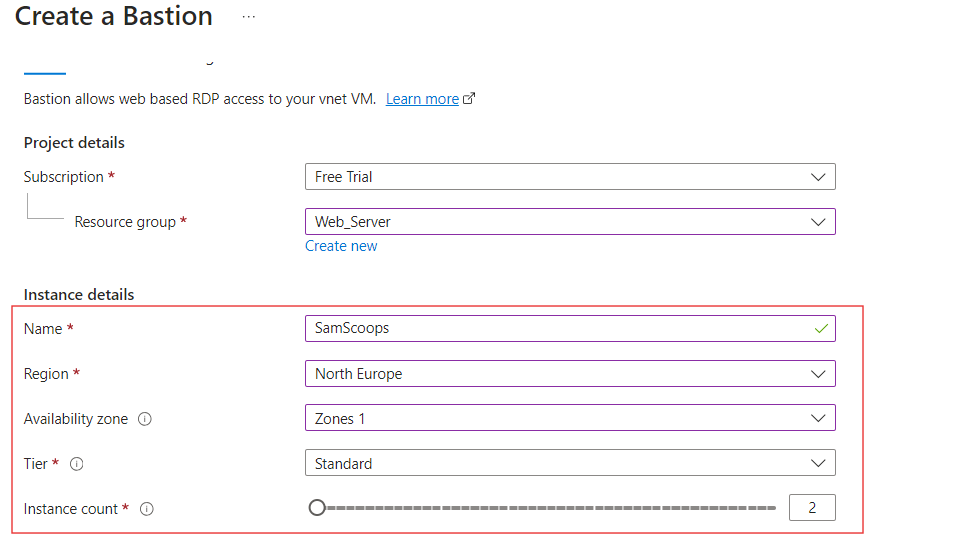 Create a Bastion ...
Bastion allows web based RDP access to your vnet VM. Learn more
Project details
Subscription * Free Trial
Resource group * Web_Server
Create new
Instance details
Name * SamScoops
Region * North Europe
Availability zone Zones 1
Tier * Standard
Instance count * 2